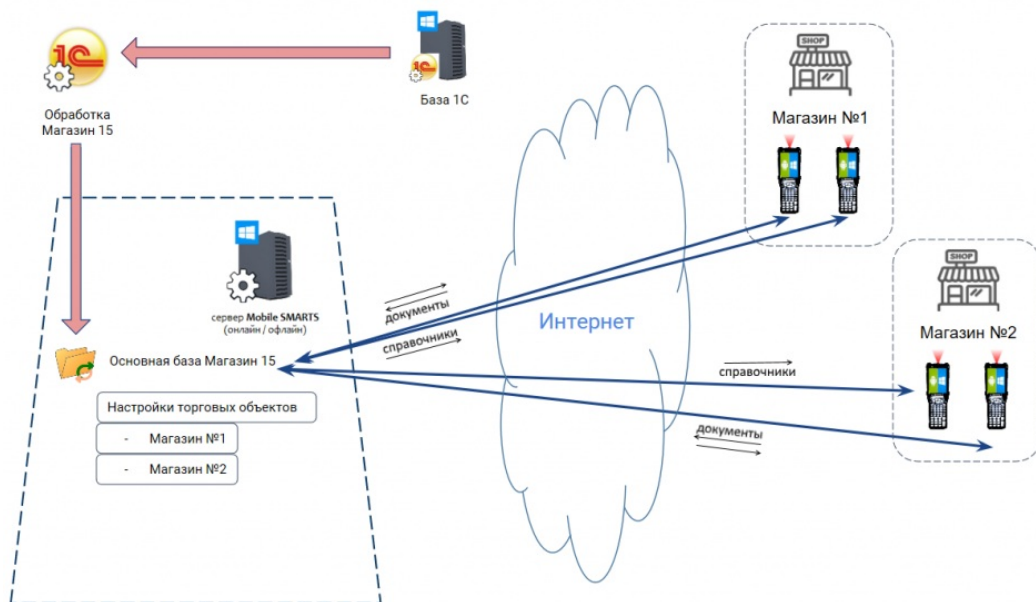 1С
Обработка
Магазин 15
База 1С
SHOP
Магазин №1
SHOP
Магазин №2
сервер Mobile SMARTS
(онлайн / офлайн)
Основная база Магазин 15
Настройки торговых объектов
- Магазин №1
- Магазин №2
документы
справочники
Интернет
справочники
документы